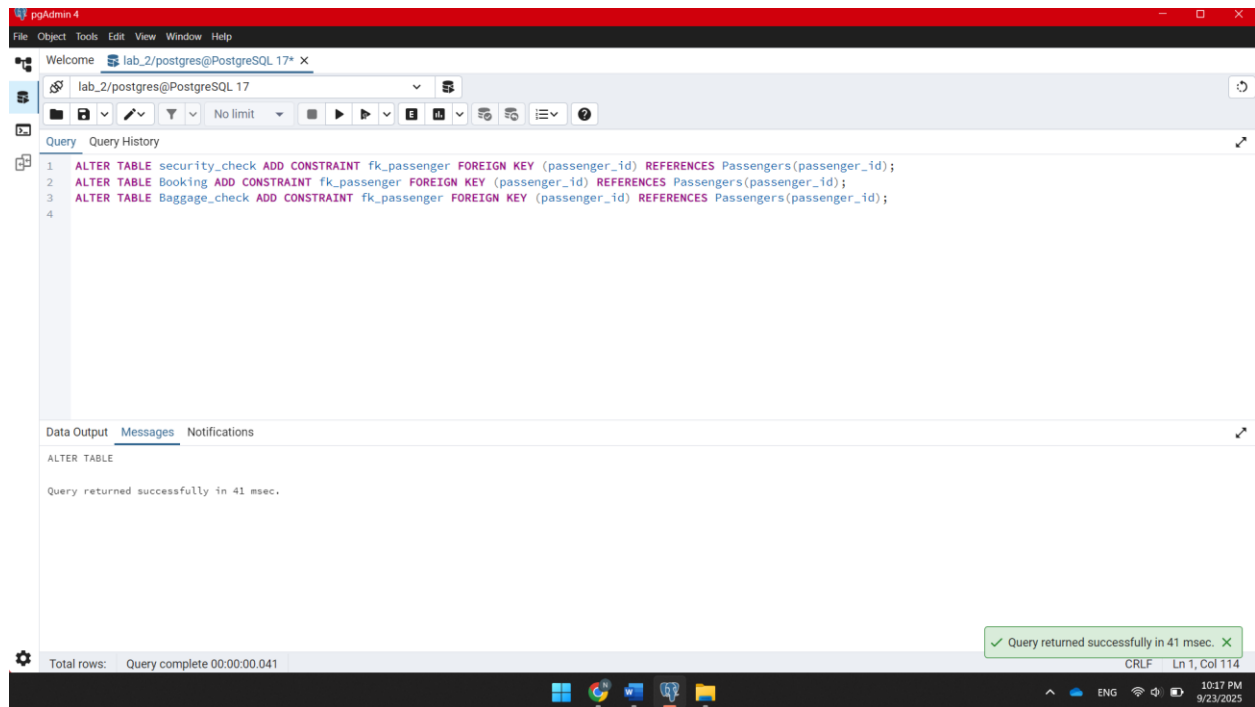 pgAdmin 4
File Object Tools Edit View Window Help
Welcome lab_2/postgres@PostgreSQL 17*
lab_2/postgres@PostgreSQL 17
No limit
Query Query History
1 ALTER TABLE security_check ADD CONSTRAINT fk_passenger FOREIGN KEY (passenger_id) REFERENCES Passengers(passenger_id);
2 ALTER TABLE Booking ADD CONSTRAINT fk_passenger FOREIGN KEY (passenger_id) REFERENCES Passengers(passenger_id);
3 ALTER TABLE Baggage_check ADD CONSTRAINT fk_passenger FOREIGN KEY (passenger_id) REFERENCES Passengers(passenger_id);
4
Data Output Messages Notifications
ALTER TABLE
Query returned successfully in 41 msec.
Query returned successfully in 41 msec.
Total rows: Query complete 00:00:00.041 CRLF Ln 1, Col 114
ENG 10:17 PM
9/23/2025